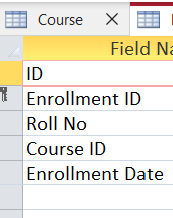 Course
Field Na
ID
Enrollment ID
Roll No
Course ID
Enrollment Date